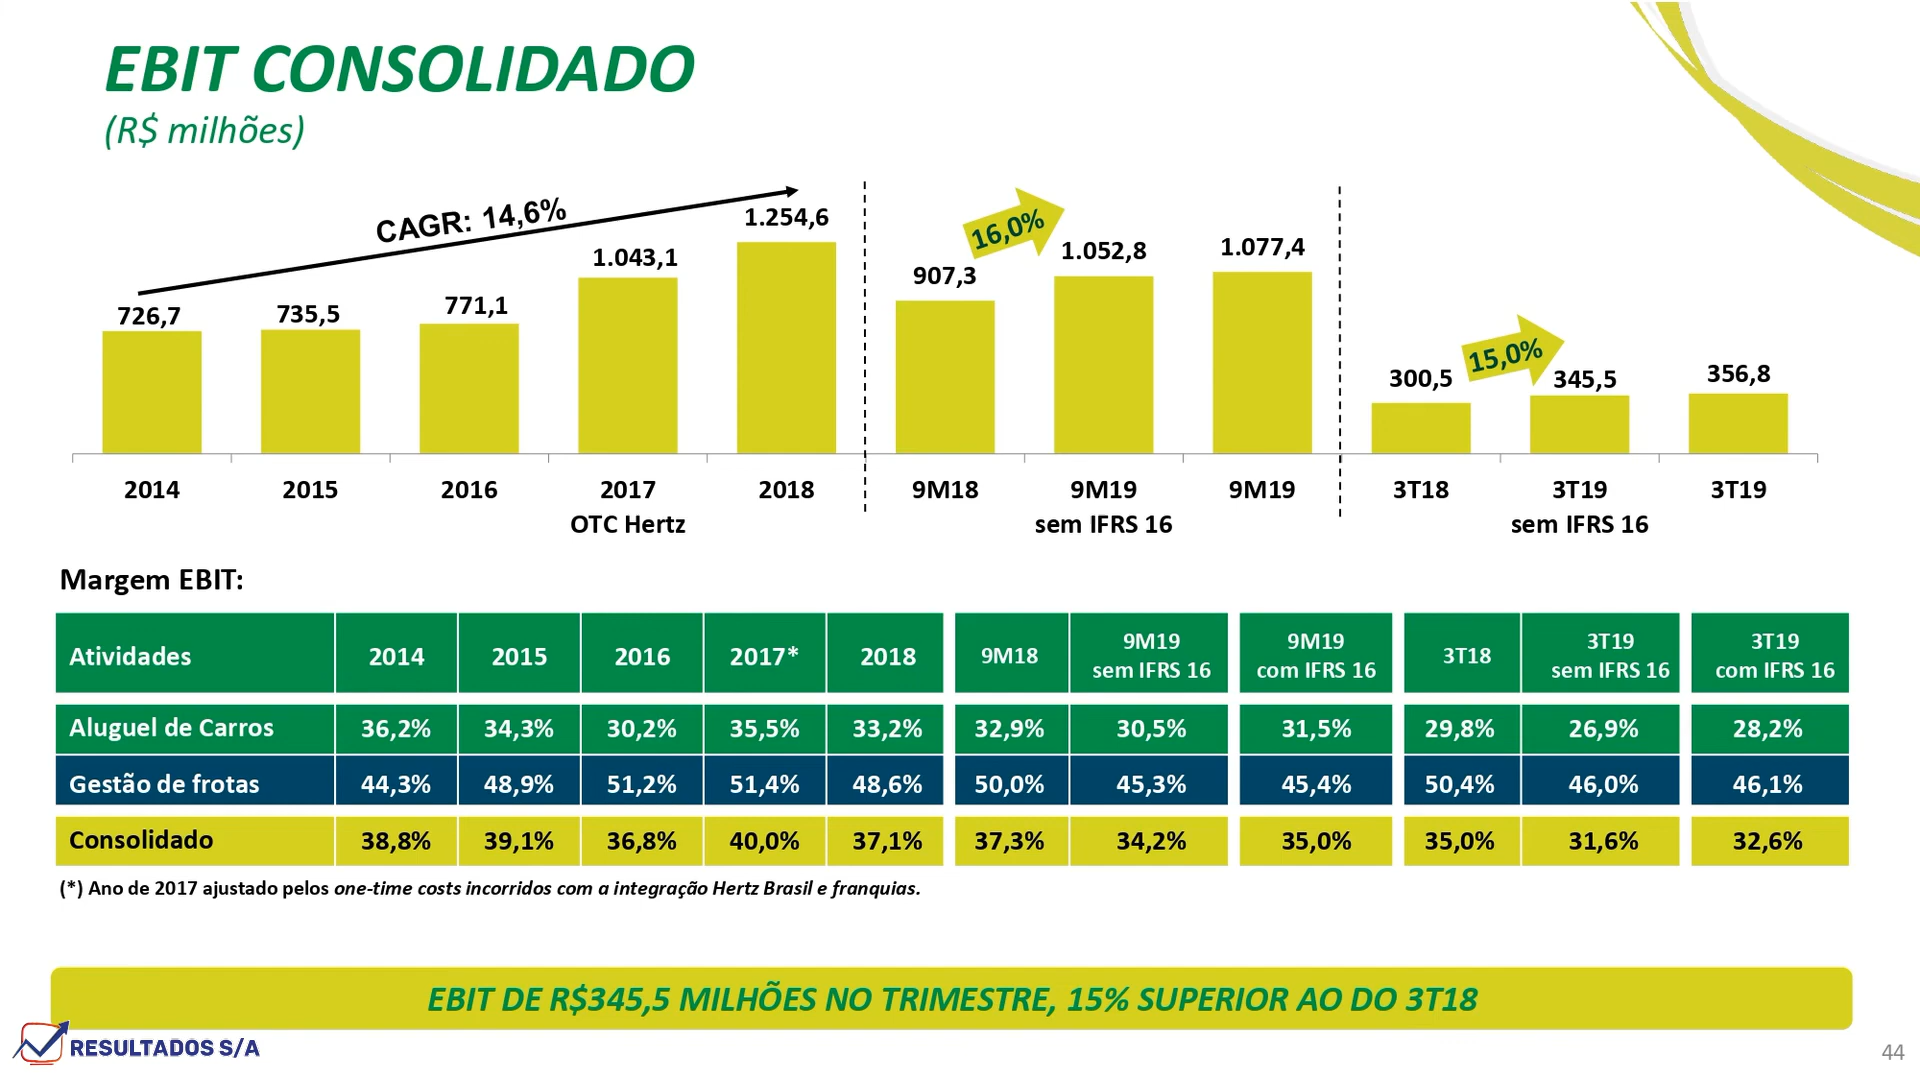 EBIT CONSOLIDADO
(R$ milhões)
CAGR: 14,6%
726,7
735,5
771,1
1.043,1
1.254,6
907,3
16,0%
1.052,8
1.077,4
300,5
15,0%
345,5
356,8
2014
2015
2016
2017
OTC Hertz
2018
9M18
9M19
sem IFRS 16
9M19
3T18
3T19
sem IFRS 16
3T19
Margem EBIT:
Atividades 2014 2015 2016 2017* 2018 9M18 9M19 sem IFRS 16 9M19 com IFRS 16 3T18 3T19 sem IFRS 16 3T19 com IFRS 16
Aluguel de Carros 36,2% 34,3% 30,2% 35,5% 33,2% 32,9% 30,5% 31,5% 29,8% 26,9% 28,2%
Gestão de frotas 44,3% 48,9% 51,2% 51,4% 48,6% 50,0% 45,3% 45,4% 50,4% 46,0% 46,1%
Consolidado 38,8% 39,1% 36,8% 40,0% 37,1% 37,3% 34,2% 35,0% 35,0% 31,6% 32,6%
(*) Ano de 2017 ajustado pelos one-time costs incorridos com a integração Hertz Brasil e franquias.
EBIT DE R$345,5 MILHÕES NO TRIMESTRE, 15% SUPERIOR AO DO 3T18
RESULTADOS S/A
44